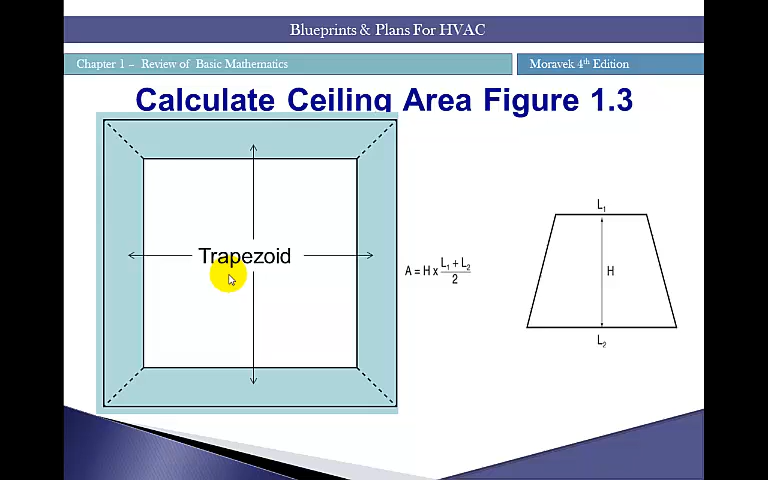 Blueprints & Plans For HVAC
Chapter 1 – Review of Basic Mathematics
Moravek 4th Edition
Calculate Ceiling Area Figure 1.3
Trapezoid
A = H x L1 + L2
2
L1
H
L2